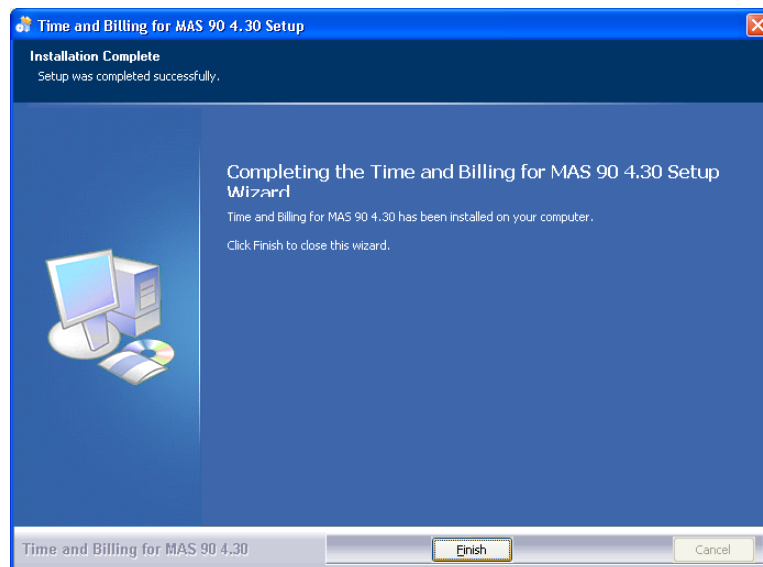 Time and Billing for MAS 90 4.30 Setup
Installation Complete
Setup was completed successfully.
Completing the Time and Billing for MAS 90 4.30 Setup
Wizard
Time and Billing for MAS 90 4.30 has been installed on your computer.
Click Finish to close this wizard.
Time and Billing for MAS 90 4.30
Finish
Cancel